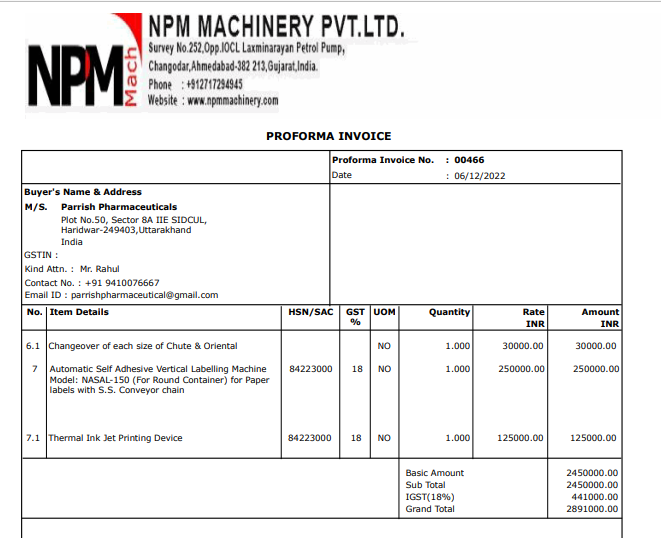 NPM
Mach
NPM MACHINERY PVT.LTD.
Survey No.252,Opp.IOCL Laxminarayan Petrol Pump,
Changodar,Ahmedabad-382 213,Gujarat,India.
Phone : +912717294945
Website : www.npmmachinery.com
PROFORMA INVOICE
Proforma Invoice No. : 00466
Date : 06/12/2022
Buyer's Name & Address
M/S. Parrish Pharmaceuticals
Plot No.50, Sector 8A IIE SIDCUL,
Haridwar-249403,Uttarakhand
India
GSTIN :
Kind Attn. : Mr. Rahul
Contact No. : +91 9410076667
Email ID : parrishpharmaceutical@gmail.com
No. Item Details HSN/SAC GST % UOM Quantity Rate INR Amount INR
6.1 Changeover of each size of Chute & Oriental NO 1.000 30000.00 30000.00
7 Automatic Self Adhesive Vertical Labelling Machine 84223000 18 NO 1.000 250000.00 250000.00
Model: NASAL-150 (For Round Container) for Paper
labels with S.S. Conveyor chain
7.1 Thermal Ink Jet Printing Device 84223000 18 NO 1.000 125000.00 125000.00
Basic Amount 2450000.00
Sub Total 2450000.00
IGST(18%) 441000.00
Grand Total 2891000.00